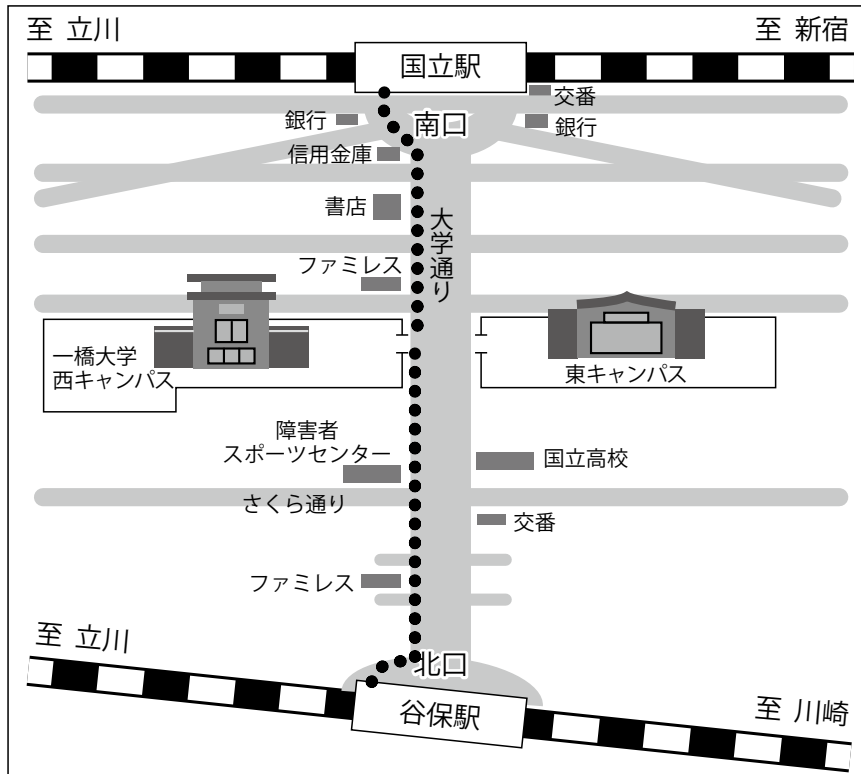 至 立川
至 新宿
国立駅
交番
銀行
南口
銀行
信用金庫
書店
大学通り
ファミレス
一橋大学
西キャンパス
東キャンパス
障害者
スポーツセンター
国立高校
さくら通り
交番
ファミレス
至 立川
北口
谷保駅
至 川崎